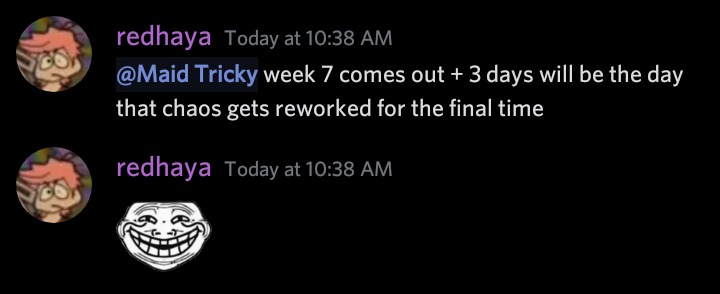 redhaya Today at 10:38 AM
@Maid Tricky week 7 comes out + 3 days will be the day
that chaos gets reworked for the final time
redhaya Today at 10:38 AM